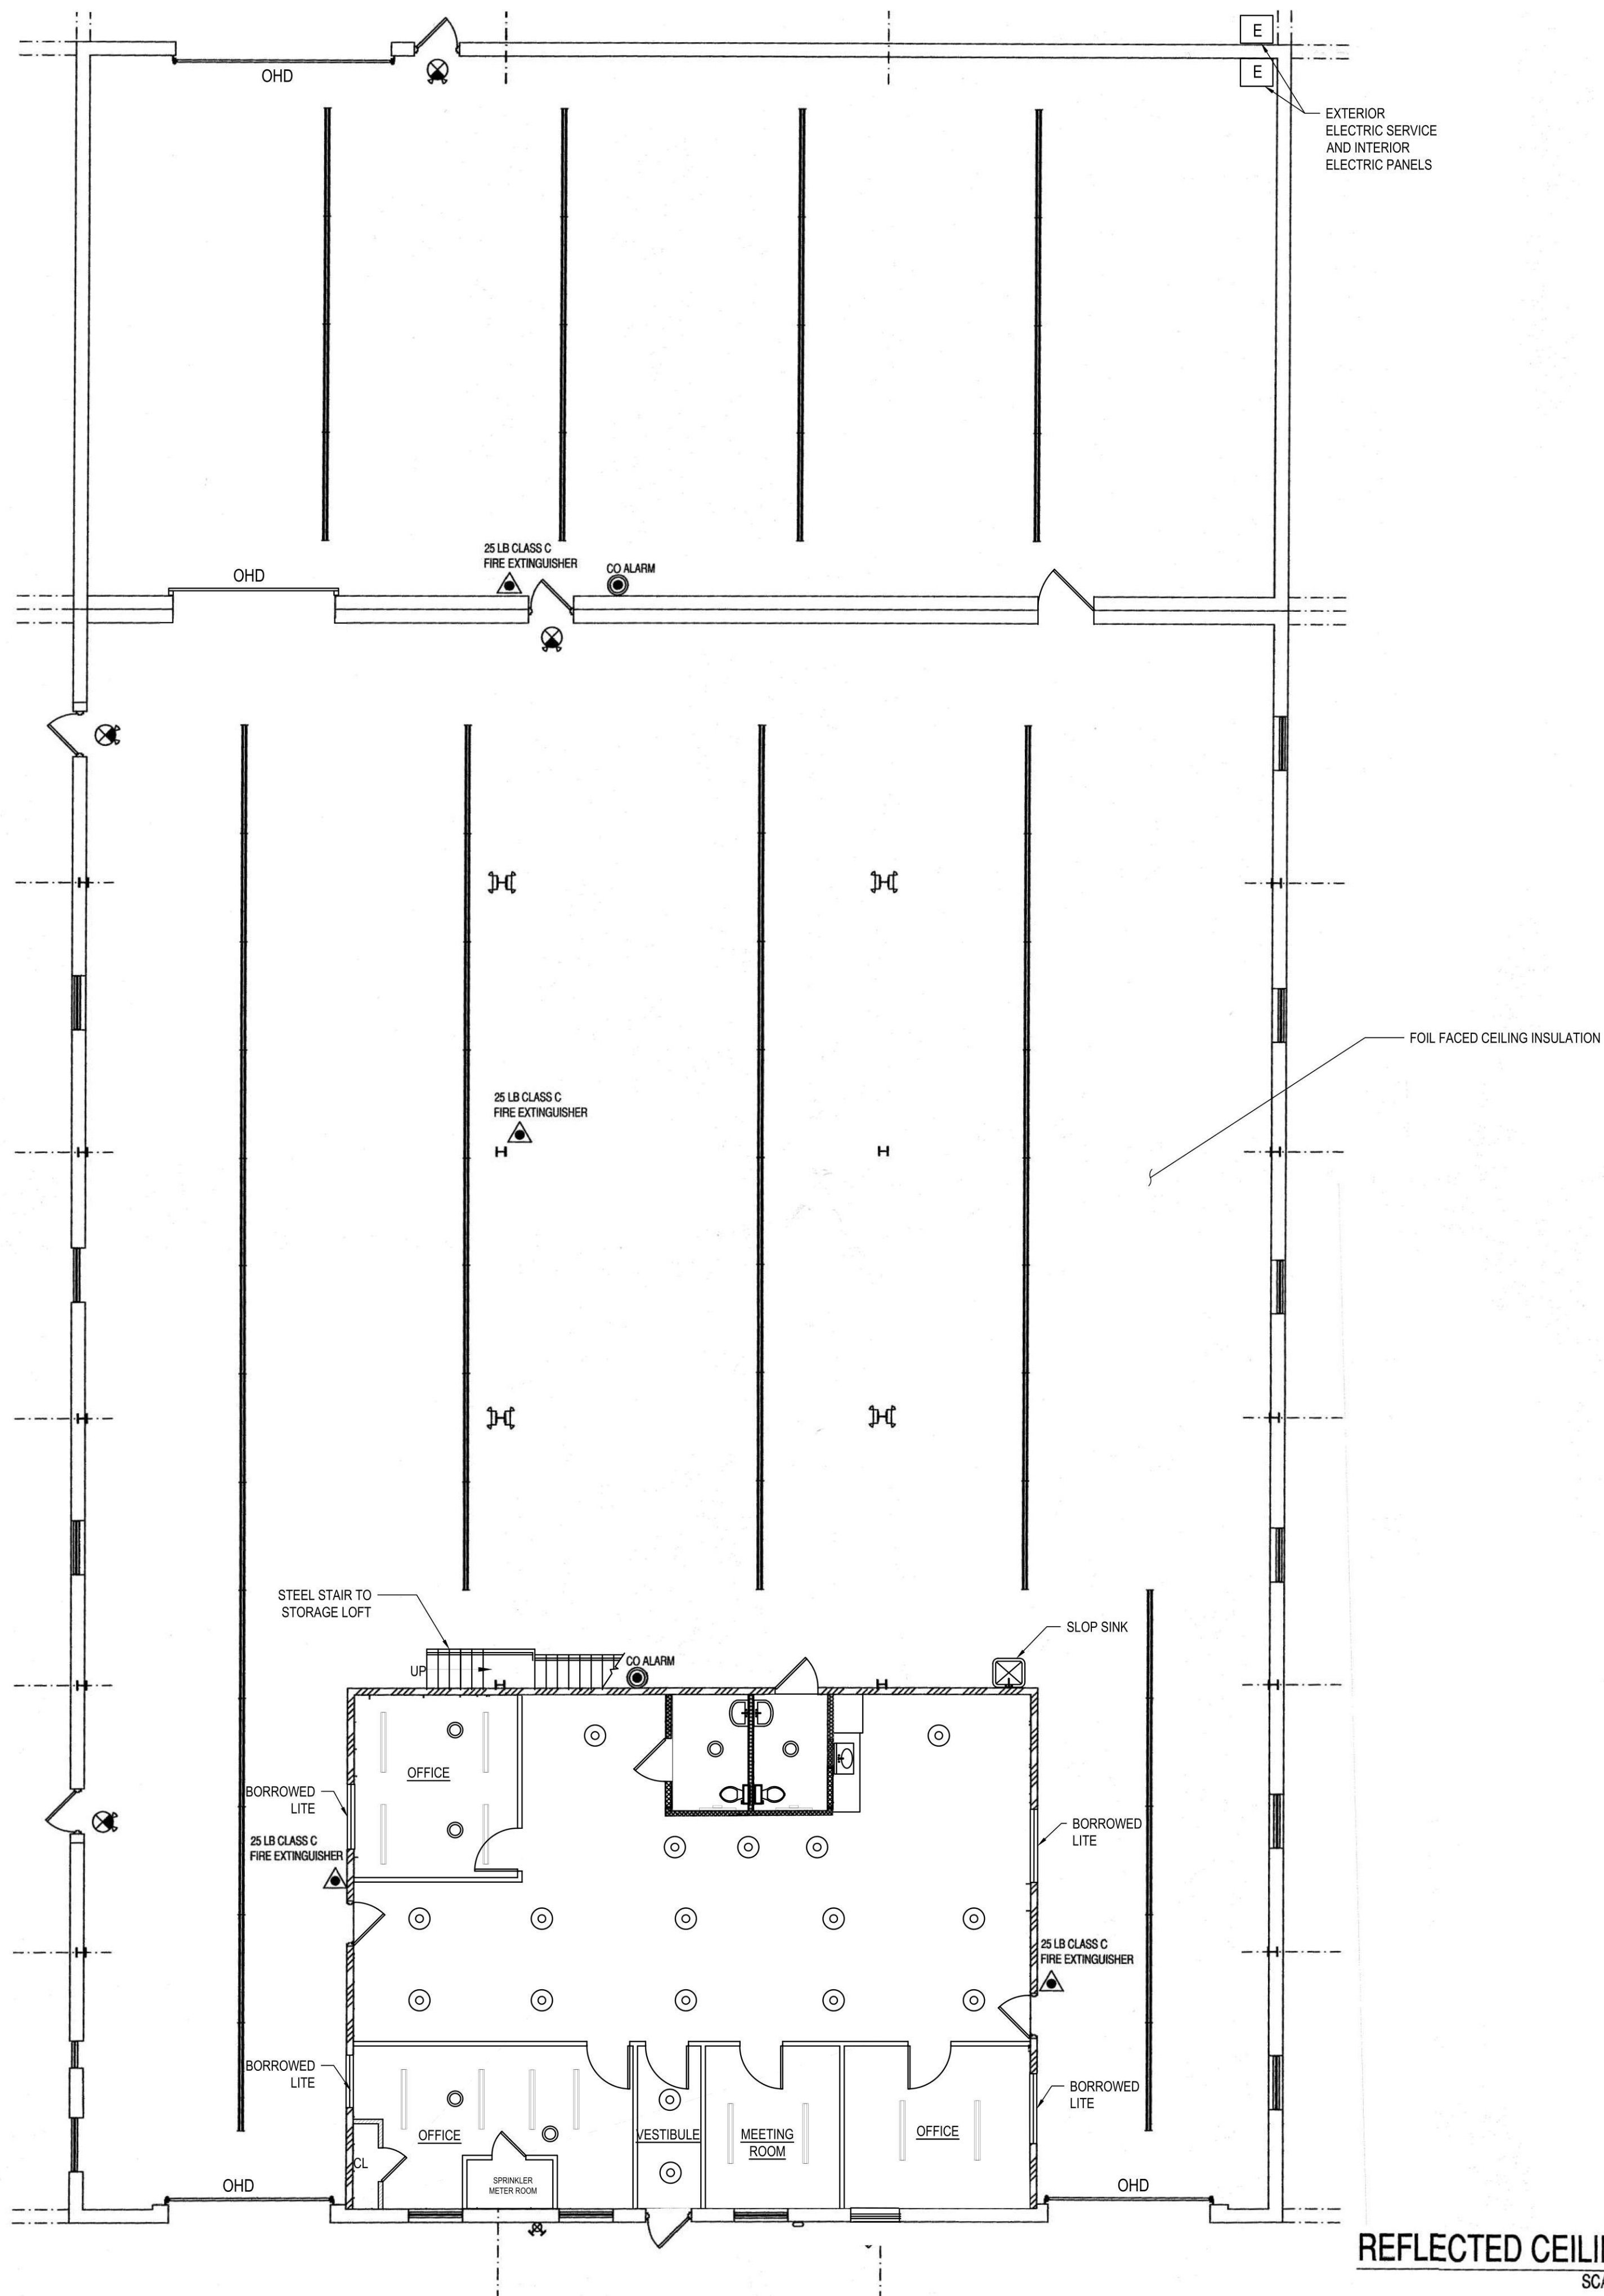 E
OHD
E
EXTERIOR
ELECTRIC SERVICE
AND INTERIOR
ELECTRIC PANELS
25 LB CLASS C
FIRE EXTINGUISHER
CO ALARM
OHD
FOIL FACED CEILING INSULATION
25 LB CLASS C
FIRE EXTINGUISHER
STEEL STAIR TO
STORAGE LOFT
SLOP SINK
UP
CO ALARM
OFFICE
BORROWED
LITE
BORROWED
LITE
25 LB CLASS C
FIRE EXTINGUISHER
25 LB CLASS C
FIRE EXTINGUISHER
BORROWED
LITE
BORROWED
LITE
OFFICE
VESTIBULE
MEETING
ROOM
OFFICE
CL
SPRINKLER
METER ROOM
OHD
OHD
REFLECTED